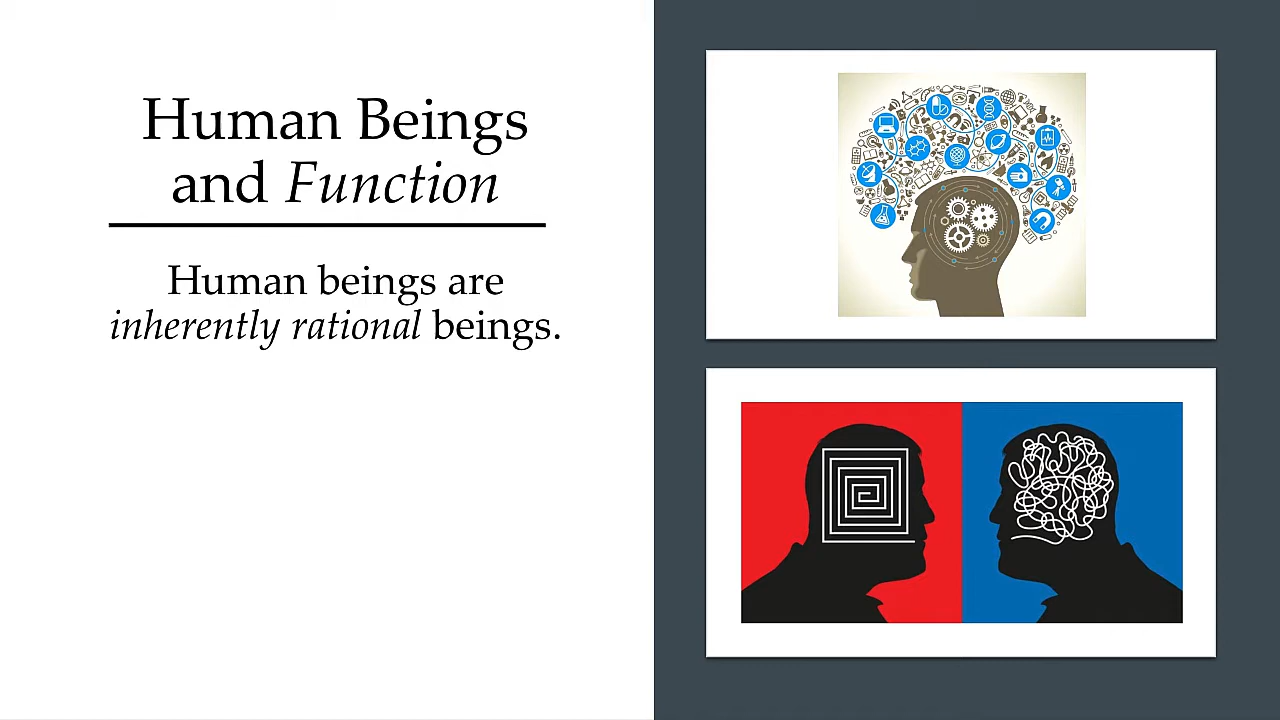 Human Beings
and Function
Human beings are
inherently rational beings.